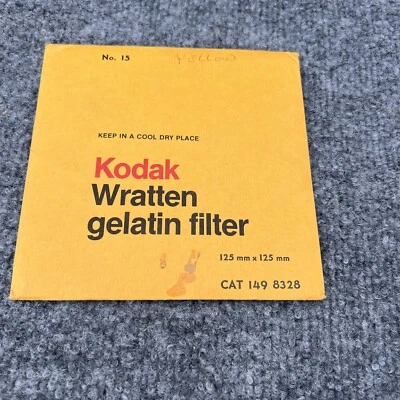 No. 15 yellow
KEEP IN A COOL DRY PLACE
Kodak
Wratten
gelatin filter
125 mm x 125 mm
CAT 149 8328